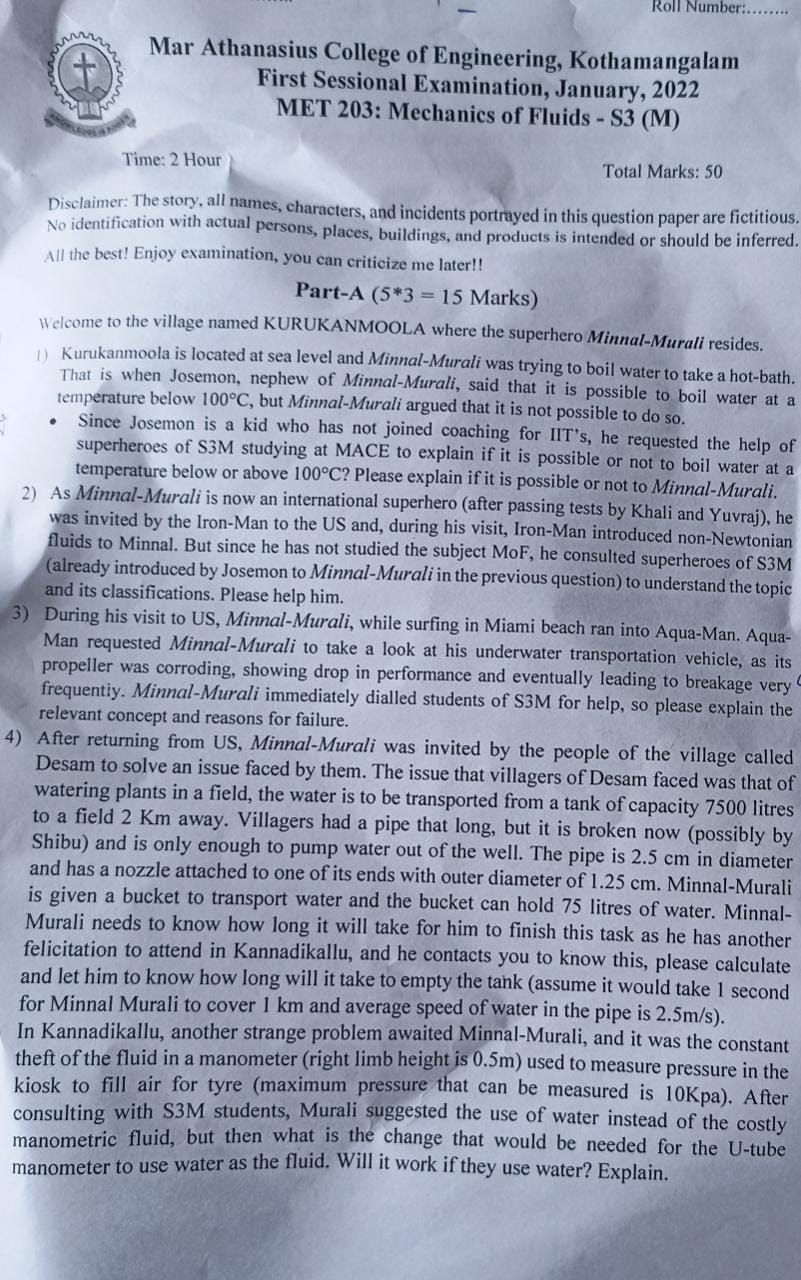 Roll Number:........
Mar Athanasius College of Engineering, Kothamangalam
First Sessional Examination, January, 2022
MET 203: Mechanics of Fluids - S3 (M)
KNOWLEDGE IS POWER
Time: 2 Hour
Total Marks: 50
Disclaimer: The story, all names, characters, and incidents portrayed in this question paper are fictitious.
No identification with actual persons, places, buildings, and products is intended or should be inferred.
All the best! Enjoy examination, you can criticize me later!!
Part-A (5*3 = 15 Marks)
Welcome to the village named KURUKANMOOLA where the superhero Minnal-Murali resides.
1) Kurukanmoola is located at sea level and Minnal-Murali was trying to boil water to take a hot-bath.
That is when Josemon, nephew of Minnal-Murali, said that it is possible to boil water at a
temperature below 100°C, but Minnal-Murali argued that it is not possible to do so.
• Since Josemon is a kid who has not joined coaching for IIT's, he requested the help of
superheroes of S3M studying at MACE to explain if it is possible or not to boil water at a
temperature below or above 100°C? Please explain if it is possible or not to Minnal-Murali.
2) As Minnal-Murali is now an international superhero (after passing tests by Khali and Yuvraj), he
was invited by the Iron-Man to the US and, during his visit, Iron-Man introduced non-Newtonian
fluids to Minnal. But since he has not studied the subject MoF, he consulted superheroes of S3M
(already introduced by Josemon to Minnal-Murali in the previous question) to understand the topic
and its classifications. Please help him.
3) During his visit to US, Minnal-Murali, while surfing in Miami beach ran into Aqua-Man. Aqua-
Man requested Minnal-Murali to take a look at his underwater transportation vehicle, as its
propeller was corroding, showing drop in performance and eventually leading to breakage very
frequentiy. Minnal-Murali immediately dialled students of S3M for help, so please explain the
relevant concept and reasons for failure.
4) After returning from US, Minnal-Murali was invited by the people of the village called
Desam to solve an issue faced by them. The issue that villagers of Desam faced was that of
watering plants in a field, the water is to be transported from a tank of capacity 7500 litres
to a field 2 Km away. Villagers had a pipe that long, but it is broken now (possibly by
Shibu) and is only enough to pump water out of the well. The pipe is 2.5 cm in diameter
and has a nozzle attached to one of its ends with outer diameter of 1.25 cm. Minnal-Murali
is given a bucket to transport water and the bucket can hold 75 litres of water. Minnal-
Murali needs to know how long it will take for him to finish this task as he has another
felicitation to attend in Kannadikallu, and he contacts you to know this, please calculate
and let him to know how long will it take to empty the tank (assume it would take 1 second
for Minnal Murali to cover 1 km and average speed of water in the pipe is 2.5m/s).
In Kannadikallu, another strange problem awaited Minnal-Murali, and it was the constant
theft of the fluid in a manometer (right limb height is 0.5m) used to measure pressure in the
kiosk to fill air for tyre (maximum pressure that can be measured is 10Kpa). After
consulting with S3M students, Murali suggested the use of water instead of the costly
manometric fluid, but then what is the change that would be needed for the U-tube
manometer to use water as the fluid. Will it work if they use water? Explain.